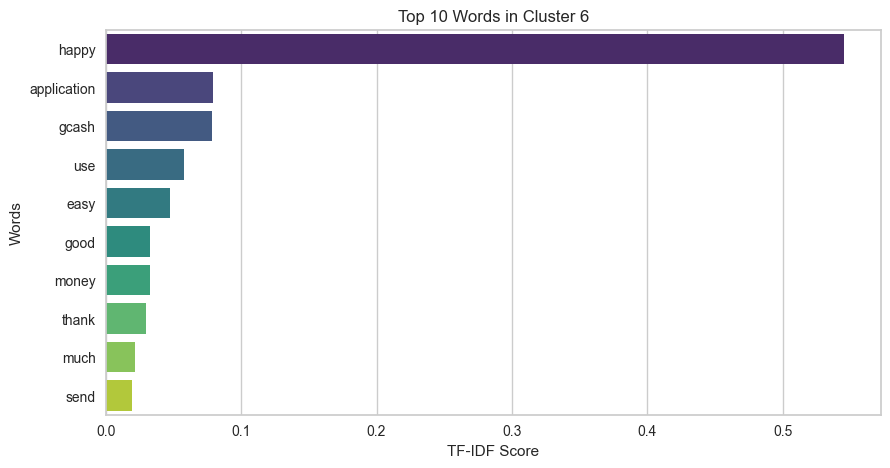 Top 10 Words in Cluster 6
Words
happy
application
gcash
use
easy
good
money
thank
much
send
0.0 0.1 0.2 0.3 0.4 0.5
TF-IDF Score